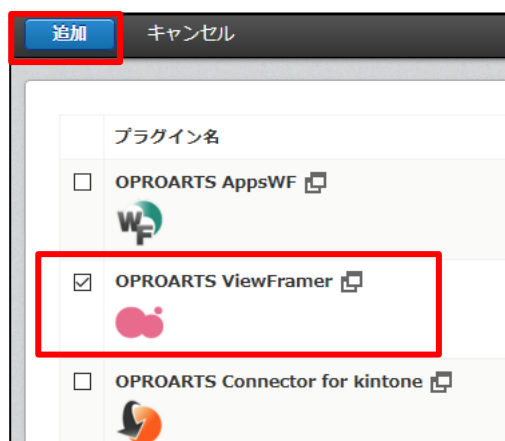 追加 キャンセル
プラグイン名
OPROARTS AppsWF
WF
OPROARTS ViewFramer
OPROARTS Connector for kintone